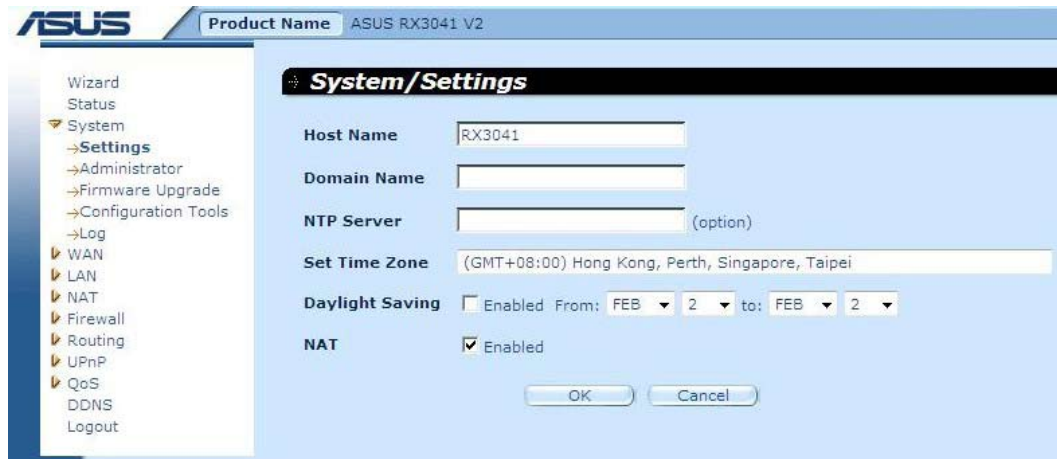 ASUS
Product Name ASUS RX3041 V2
Wizard
Status
System
Settings
Administrator
Firmware Upgrade
Configuration Tools
Log
WAN
LAN
NAT
Firewall
Routing
UPnP
QoS
DDNS
Logout
System/Settings
Host Name RX3041
Domain Name
NTP Server (option)
Set Time Zone (GMT+08:00) Hong Kong, Perth, Singapore, Taipei
Daylight Saving Enabled From: FEB 2 to: FEB 2
NAT Enabled
OK Cancel